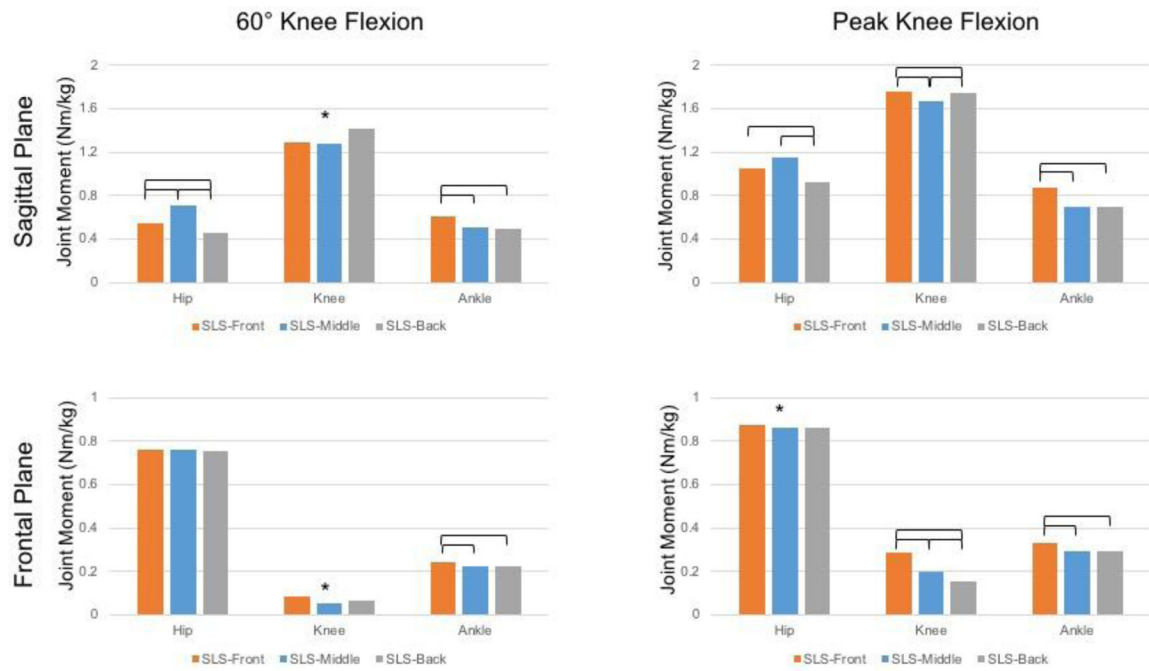 60° Knee Flexion
Peak Knee Flexion
Sagittal Plane
Joint Moment (Nm/kg)
2
1.6
1.2
0.8
0.4
0
*
Hip
Knee
Ankle
SLS-Front SLS-Middle SLS-Back
Joint Moment (Nm/kg)
2
1.6
1.2
0.8
0.4
0
Hip
Knee
Ankle
SLS-Front SLS-Middle SLS-Back
Frontal Plane
Joint Moment (Nm/kg)
1
0.8
0.6
0.4
0.2
0
*
Hip
Knee
Ankle
SLS-Front SLS-Middle SLS-Back
Joint Moment (Nm/kg)
1
0.8
0.6
0.4
0.2
0
*
Hip
Knee
Ankle
SLS-Front SLS-Middle SLS-Back